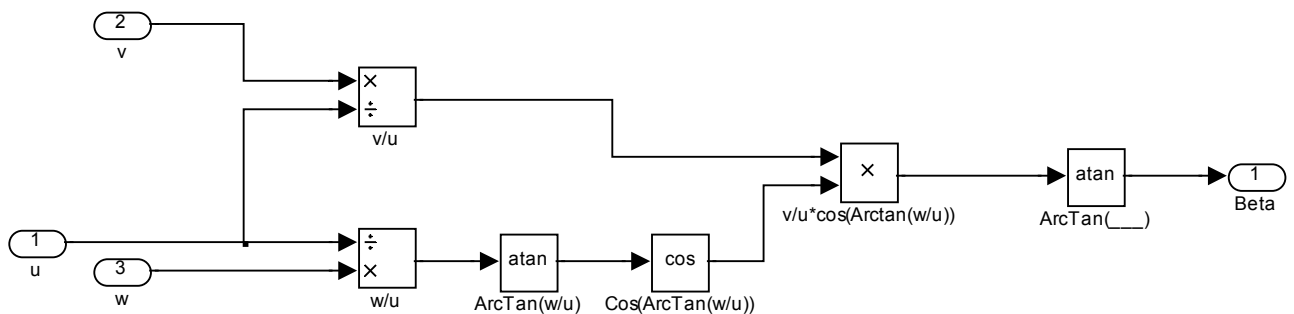 2
v
×
÷
v/u
×
v/u*cos(Arctan(w/u))
atan
ArcTan(___)
1
Beta
1
u
3
w
÷
×
w/u
atan
ArcTan(w/u)
cos
Cos(ArcTan(w/u))